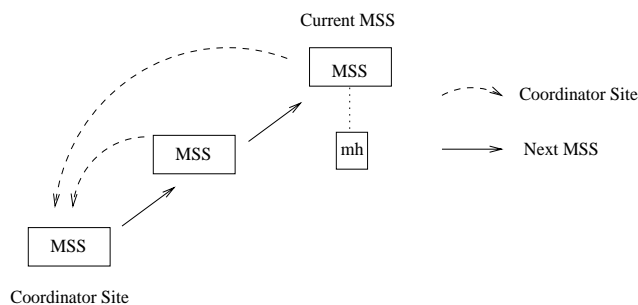 Current MSS
MSS
Coordinator Site
MSS
mh
Next MSS
MSS
Coordinator Site